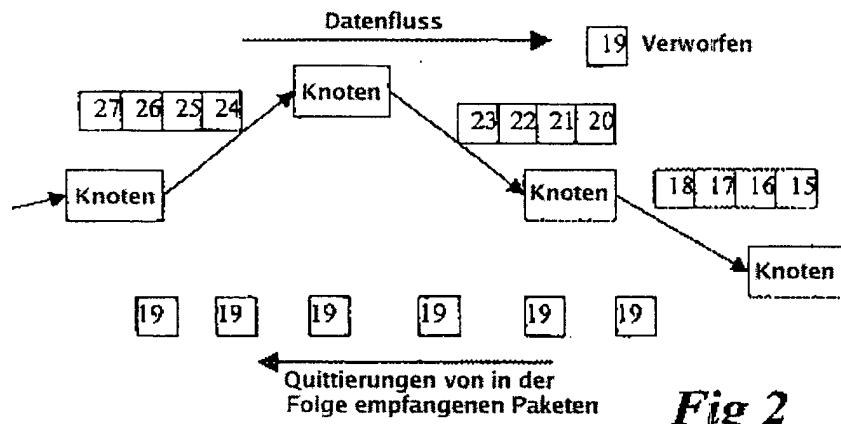 Datenfluss
19 Verworfen
27 26 25 24
Knoten
23 22 21 20
Knoten
Knoten
18 17 16 15
Knoten
19 19 19 19 19 19
Quittierungen von in der
Folge empfangenen Paketen
Fig 2